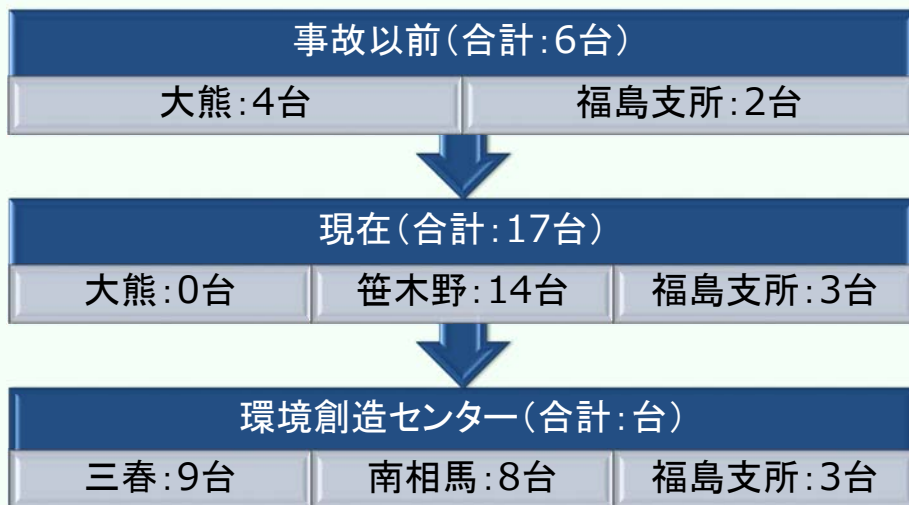 事故以前(合計:6台)
大熊:4台 福島支所:2台
現在(合計:17台)
大熊:0台 笹木野:14台 福島支所:3台
環境創造センター(合計:台)
三春:9台 南相馬:8台 福島支所:3台